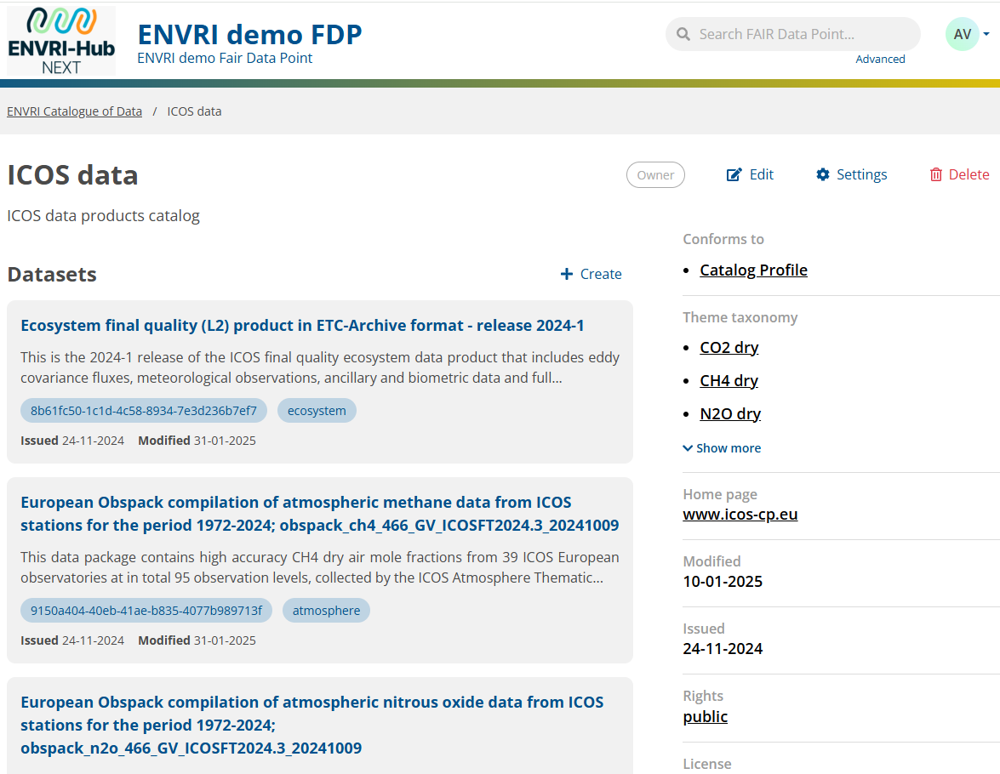 ENVRI-Hub
NEXT
ENVRI demo FDP
ENVRI demo Fair Data Point
Search FAIR Data Point...
Advanced
AV
ENVRI Catalogue of Data / ICOS data
ICOS data
Owner
Edit
Settings
Delete
ICOS data products catalog
Datasets
Create
Ecosystem final quality (L2) product in ETC-Archive format - release 2024-1
This is the 2024-1 release of the ICOS final quality ecosystem data product that includes eddy
covariance fluxes, meteorological observations, ancillary and biometric data and full...
8b61fc50-1c1d-4c58-8934-7e3d236b7ef7 ecosystem
Issued 24-11-2024 Modified 31-01-2025
European Obspack compilation of atmospheric methane data from ICOS
stations for the period 1972-2024; obspack_ch4_466_GV_ICOSFT2024.3_20241009
This data package contains high accuracy CH4 dry air mole fractions from 39 ICOS European
observatories at in total 95 observation levels, collected by the ICOS Atmosphere Thematic...
9150a404-40eb-41ae-b835-4077b989713f atmosphere
Issued 24-11-2024 Modified 31-01-2025
European Obspack compilation of atmospheric nitrous oxide data from ICOS
stations for the period 1972-2024;
obspack_n2o_466_GV_ICOSFT2024.3_20241009
Conforms to
Catalog Profile
Theme taxonomy
CO2 dry
CH4 dry
N2O dry
Show more
Home page
www.icos-cp.eu
Modified
10-01-2025
Issued
24-11-2024
Rights
public
License